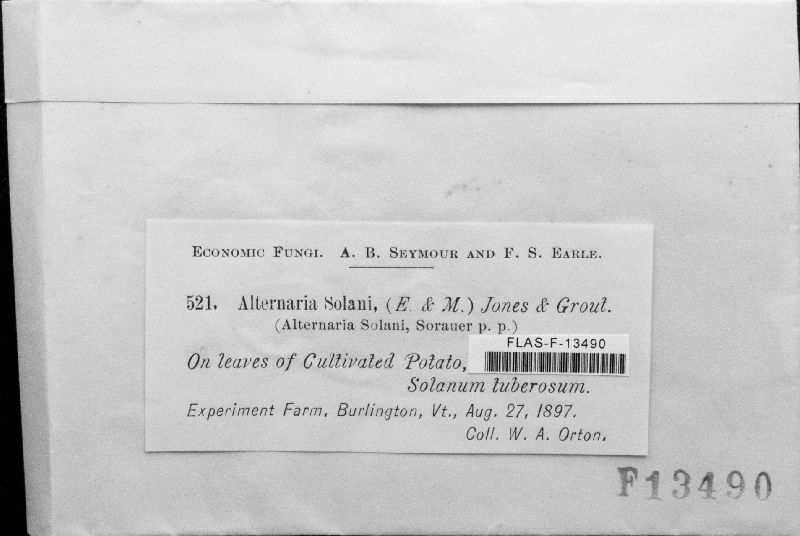 Economic Fungi. A. B. Seymour and F. S. Earle.
521. Alternaria Solani, (E. & M.) Jones & Grout.
(Alternaria Solani, Sorauer p. p.)
FLAS-F-13490
On leaves of Cultivated Potato,
Solanum tuberosum.
Experiment Farm, Burlington, Vt., Aug. 27, 1897.
Coll. W. A. Orton.
F13490